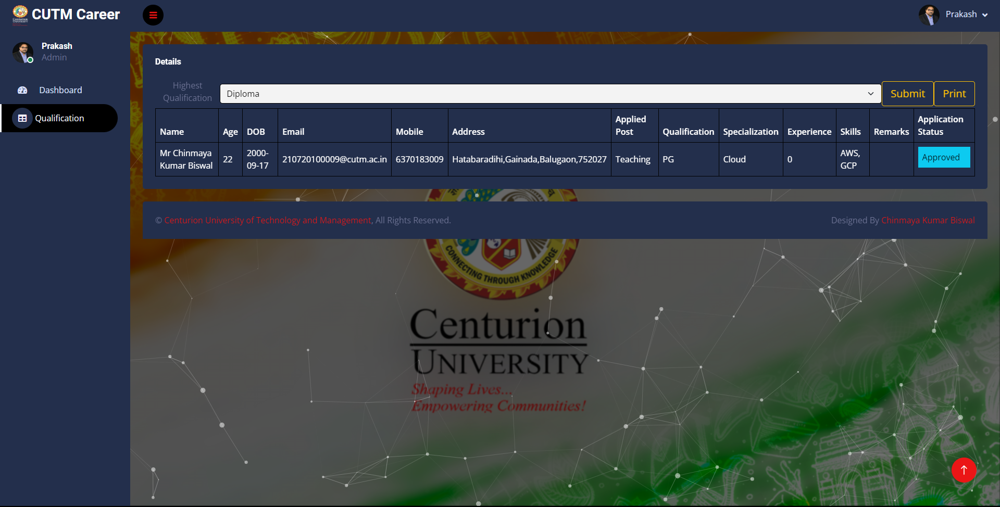 CUTM Career
Prakash
Prakash
Admin
Dashboard
Qualification
Details
Highest
Qualification
Diploma
Submit
Print
Name
Age
DOB
Email
Mobile
Address
Applied
Post
Qualification
Specialization
Experience
Skills
Remarks
Application
Status
Mr Chinmaya
Kumar Biswal
22
2000-
09-17
210720100009@cutm.ac.in
6370183009
Hatabaradihi,Gainada,Balugaon,752027
Teaching
PG
Cloud
0
AWS,
GCP
Approved
© Centurion University of Technology and Management, All Rights Reserved.
Designed By Chinmaya Kumar Biswal
CONNECTING THROUGH KNOWLEDGE
Centurion
UNIVERSITY
Shaping Lives...
Empowering Communities!